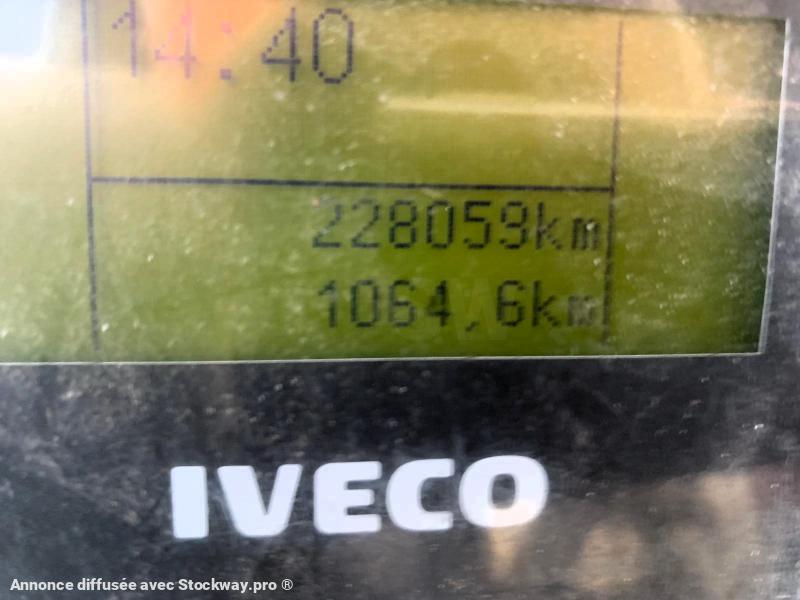 14:40
228059km
1064,6km
IVECO
Annonce diffusée avec Stockway.pro ®